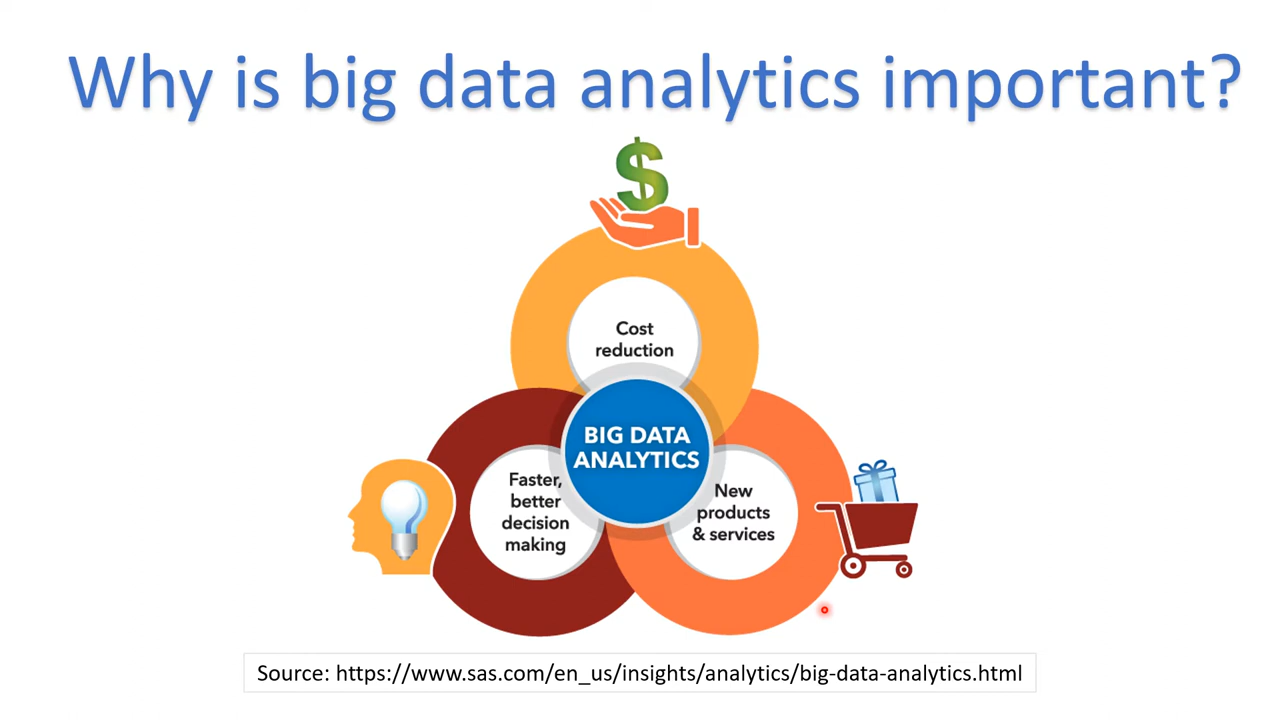 Why is big data analytics important?
$
Cost
reduction
BIG DATA
ANALYTICS
Faster,
better
decision
making
New
products
& services
Source: https://www.sas.com/en_us/insights/analytics/big-data-analytics.html